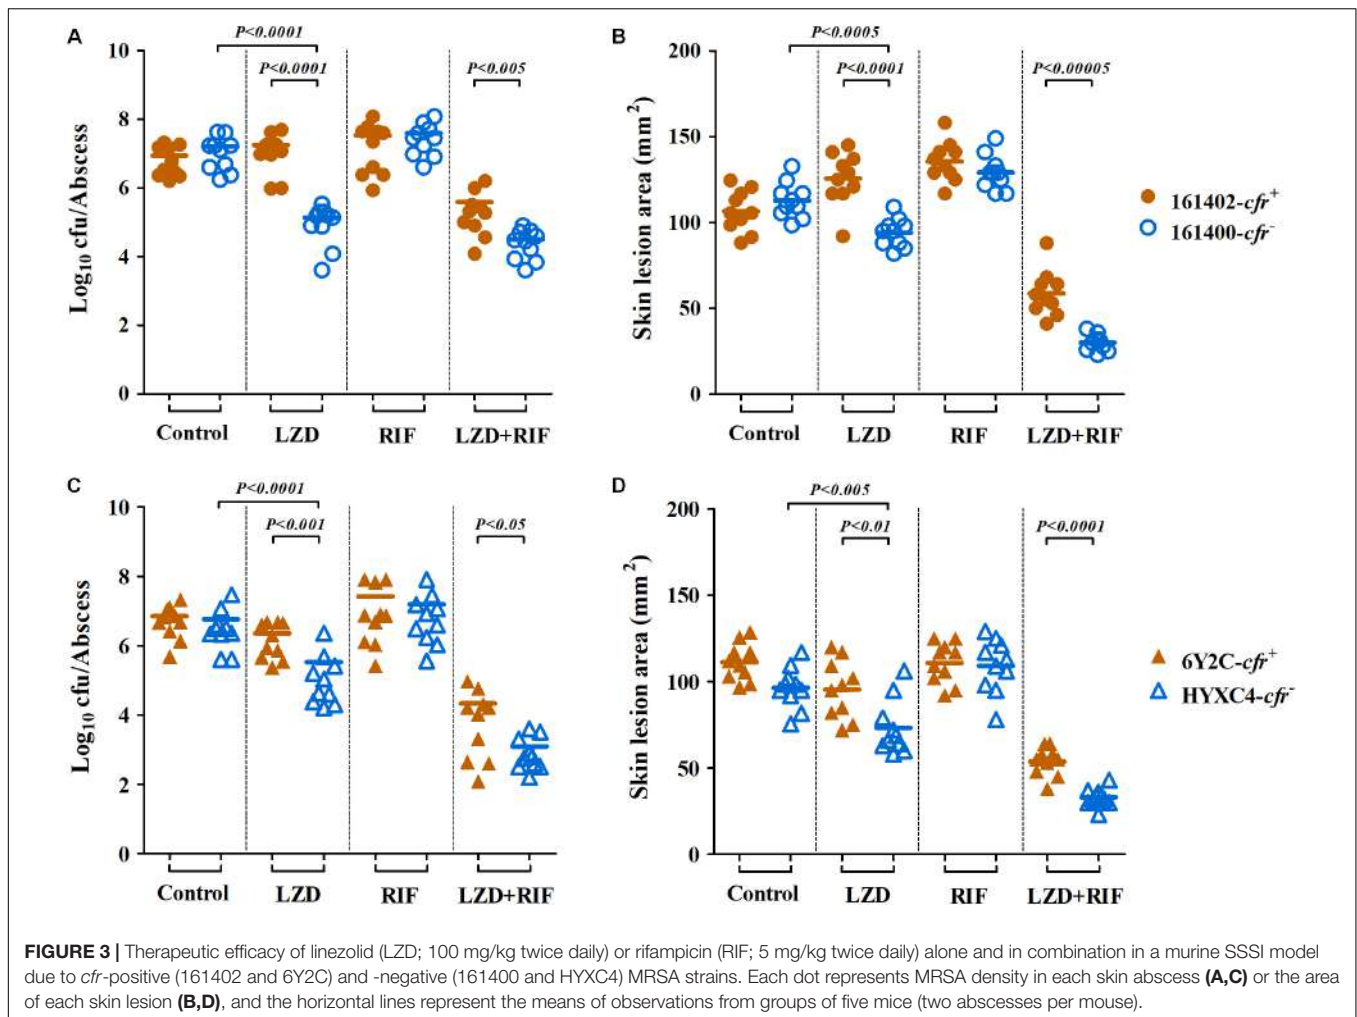 A
P<0.0001
P<0.0001
P<0.005
10
8
6
4
2
0
Log10 cfu/Abscess
Control
LZD
RIF
LZD+RIF
B
P<0.0005
P<0.0001
P<0.00005
200
150
100
50
0
Skin lesion area (mm2)
Control
LZD
RIF
LZD+RIF
161402-cfr+
161400-cfr-
C
P<0.0001
P<0.001
P<0.05
10
8
6
4
2
0
Log10 cfu/Abscess
Control
LZD
RIF
LZD+RIF
D
P<0.005
P<0.01
P<0.0001
200
150
100
50
0
Skin lesion area (mm2)
Control
LZD
RIF
LZD+RIF
6Y2C-cfr+
HYXC4-cfr-
FIGURE 3 | Therapeutic efficacy of linezolid (LZD; 100 mg/kg twice daily) or rifampicin (RIF; 5 mg/kg twice daily) alone and in combination in a murine SSSI model
due to cfr-positive (161402 and 6Y2C) and -negative (161400 and HYXC4) MRSA strains. Each dot represents MRSA density in each skin abscess (A,C) or the area
of each skin lesion (B,D), and the horizontal lines represent the means of observations from groups of five mice (two abscesses per mouse).